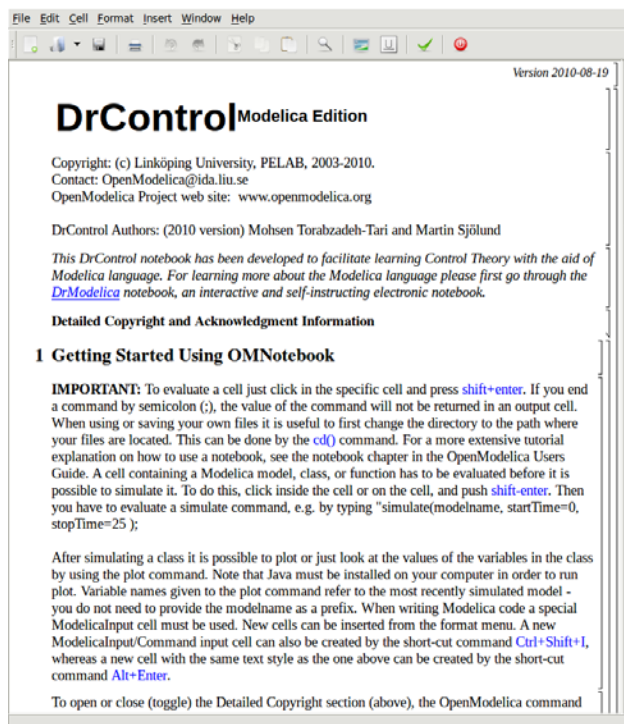 File Edit Cell Format Insert Window Help
Version 2010-08-19
DrControl Modelica Edition
Copyright: (c) Linköping University, PELAB, 2003-2010.
Contact: OpenModelica@ida.liu.se
OpenModelica Project web site: www.openmodelica.org
DrControl Authors: (2010 version) Mohsen Torabzadeh-Tari and Martin Sjölund
This DrControl notebook has been developed to facilitate learning Control Theory with the aid of
Modelica language. For learning more about the Modelica language please first go through the
DrModelica notebook, an interactive and self-instructing electronic notebook.
Detailed Copyright and Acknowledgment Information
1 Getting Started Using OMNotebook
IMPORTANT: To evaluate a cell just click in the specific cell and press shift+enter. If you end
a command by semicolon (;), the value of the command will not be returned in an output cell.
When using or saving your own files it is useful to first change the directory to the path where
your files are located. This can be done by the cd() command. For a more extensive tutorial
explanation on how to use a notebook, see the notebook chapter in the OpenModelica Users
Guide. A cell containing a Modelica model, class, or function has to be evaluated before it is
possible to simulate it. To do this, click inside the cell or on the cell, and push shift-enter. Then
you have to evaluate a simulate command, e.g. by typing "simulate(modelname, startTime=0,
stopTime=25 );
After simulating a class it is possible to plot or just look at the values of the variables in the class
by using the plot command. Note that Java must be installed on your computer in order to run
plot. Variable names given to the plot command refer to the most recently simulated model -
you do not need to provide the modelname as a prefix. When writing Modelica code a special
ModelicaInput cell must be used. New cells can be inserted from the format menu. A new
ModelicaInput/Command input cell can also be created by the short-cut command Ctrl+Shift+I,
whereas a new cell with the same text style as the one above can be created by the short-cut
command Alt+Enter.
To open or close (toggle) the Detailed Copyright section (above), the OpenModelica command